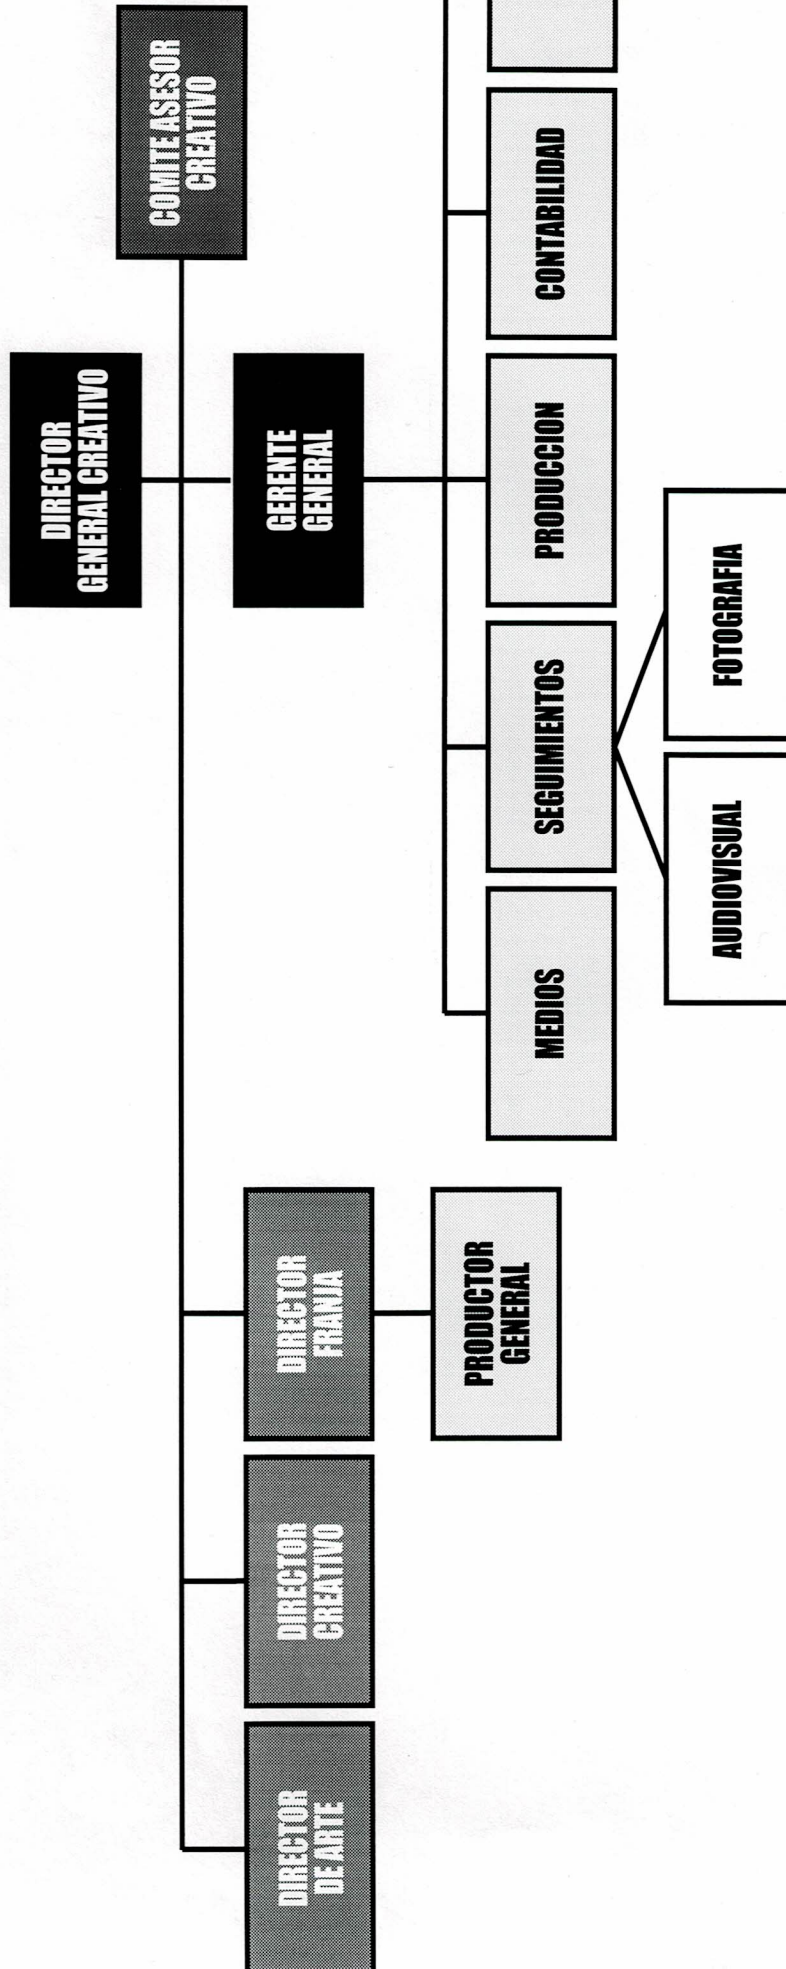 DIRECTOR
GENERAL CREATIVO
COMITE ASESOR
CREATIVO
DIRECTOR
DE ARTE
DIRECTOR
CREATIVO
DIRECTOR
FRANJA
GERENTE
GENERAL
PRODUCTOR
GENERAL
MEDIOS
SEGUIMIENTOS
PRODUCCION
CONTABILIDAD
AUDIOVISUAL
FOTOGRAFIA